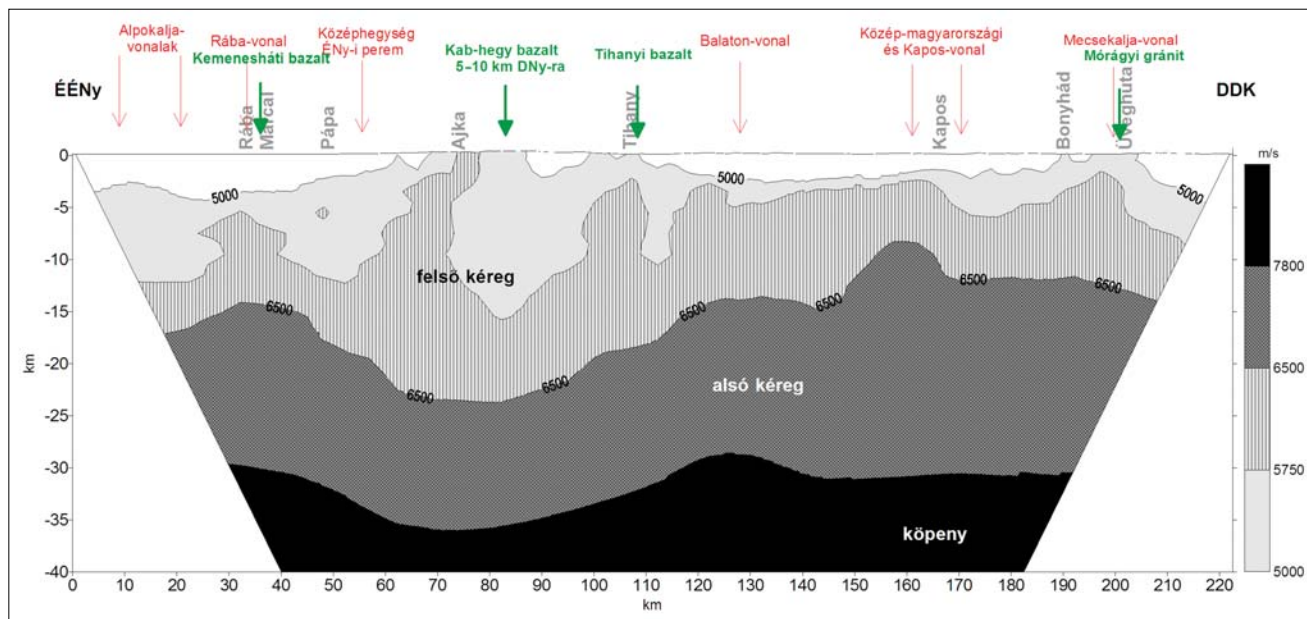 Alpokalja-
vonalak
Rába-vonal
Kemenesháti bazalt
Középhegység
ÉNy-i perem
Kab-hegy bazalt
5–10 km DNy-ra
Tihanyi bazalt
Balaton-vonal
Közép-magyarországi
és Kapos-vonal
Mecsekalja-vonal
Mórágyi gránit
ÉÉNy
DDK
Rába
Marcal
Pápa
Ajka
Tihany
Kapos
Bonyhád
Üveghuta
m/s
0
-5
-10
-15
-20
-25
-30
-35
-40
km
5000
5000
5000
felső kéreg
6500
6500
6500
6500
6500
6500
6500
alsó kéreg
köpeny
7800
6500
5750
5000
0 10 20 30 40 50 60 70 80 90 100 110 120 130 140 150 160 170 180 190 200 210 220
km